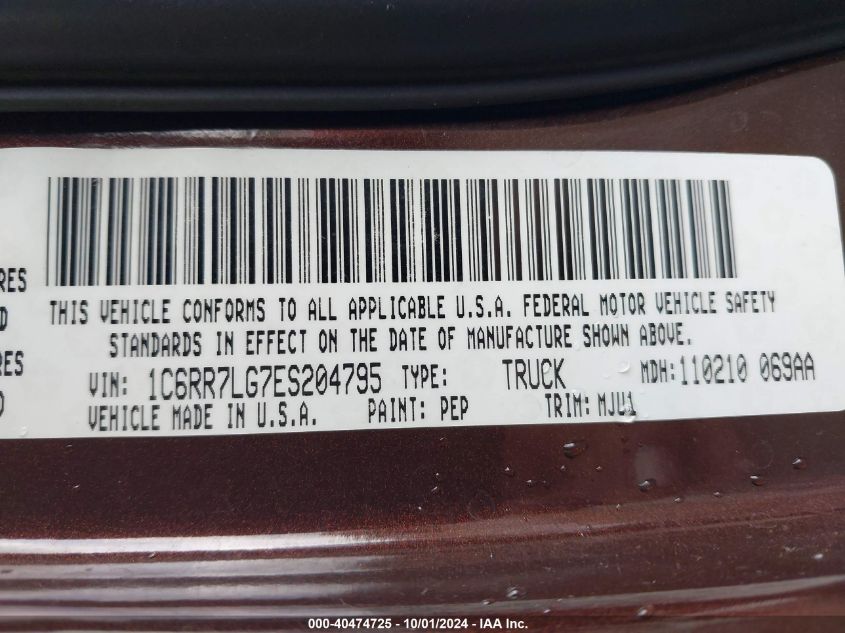 RES
THIS VEHICLE CONFORMS TO ALL APPLICABLE U.S.A. FEDERAL MOTOR VEHICLE SAFETY
D
STANDARDS IN EFFECT ON THE DATE OF MANUFACTURE SHOWN ABOVE.
RES
VIN: 1C6RR7LG7ES204795 TYPE: TRUCK MDH: 110210 069AA
D
VEHICLE MADE IN U.S.A. PAINT: PEP TRIM: MJU1
000-40474725 - 10/01/2024 - IAA Inc.